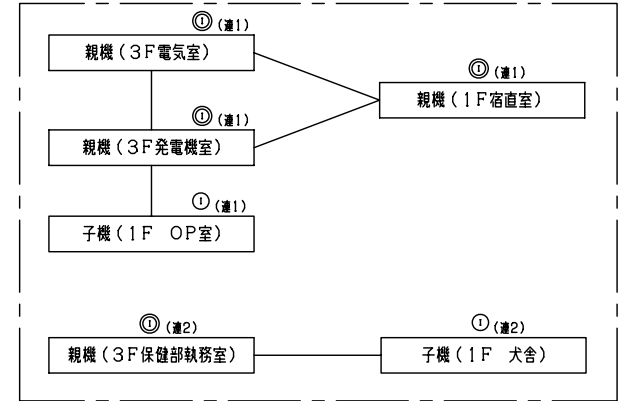 Ⓘ (連1)
親機(3F電気室)
Ⓘ (連1)
親機(1F宿直室)
Ⓘ (連1)
親機(3F発電機室)
Ⓘ (連1)
子機(1F OP室)
Ⓘ (連2)
親機(3F保健部執務室)
Ⓘ (連2)
子機(1F 犬舎)